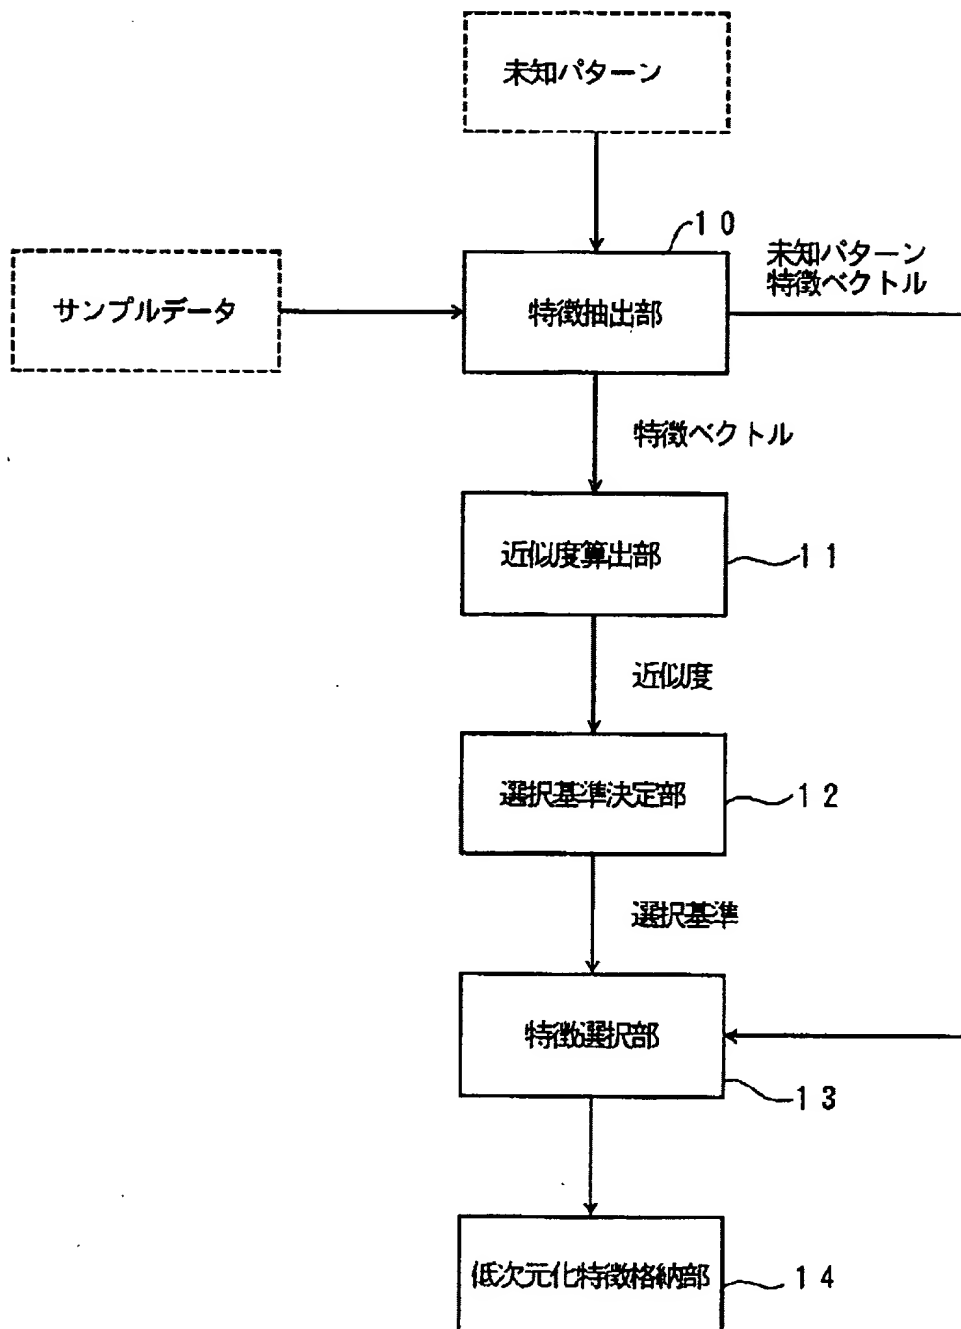 未知パターン
10
未知パターン
特徴ベクトル
サンプルデータ
特徴抽出部
特徴ベクトル
近似度算出部
11
近似度
選択基準決定部
12
選択基準
特徴選択部
13
低次元化特徴格納部
14